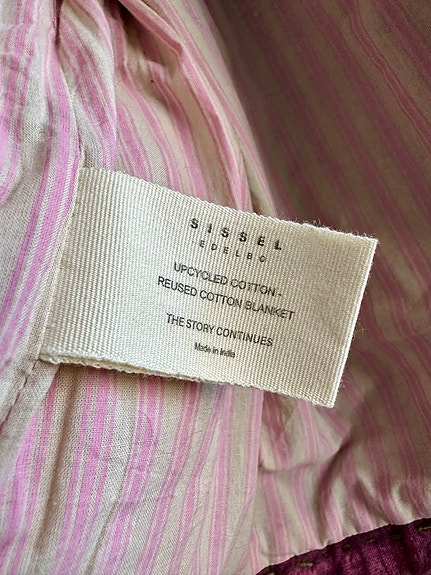 SISSEL
EDELBO
UPCYCLED COTTON -
REUSED COTTON BLANKET
THE STORY CONTINUES
Made in India